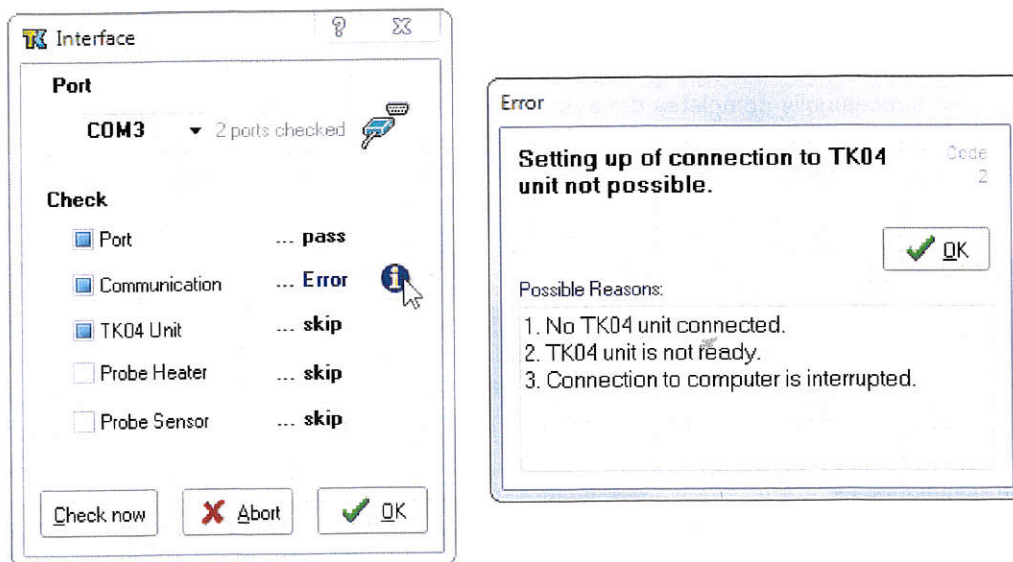 TK Interface
Port
COM3 2 ports checked
Check
Port ... pass
Communication ... Error
TK04 Unit ... skip
Probe Heater ... skip
Probe Sensor ... skip
Check now Abort OK
Error
Setting up of connection to TK04 Code
unit not possible. 2
OK
Possible Reasons:
1. No TK04 unit connected.
2. TK04 unit is not ready.
3. Connection to computer is interrupted.